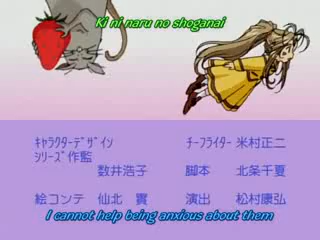 Ki ni naru no shoganai
ｷｬﾗｸﾀｰﾃﾞｻﾞｲﾝ
ｼﾘｰｽﾞ作監
数井浩子
ﾁｰﾌﾗｲﾀｰ 米村正二
脚本 北条千夏
絵コンテ 仙北 實
演出 松村康弘
I cannot help being anxious about them